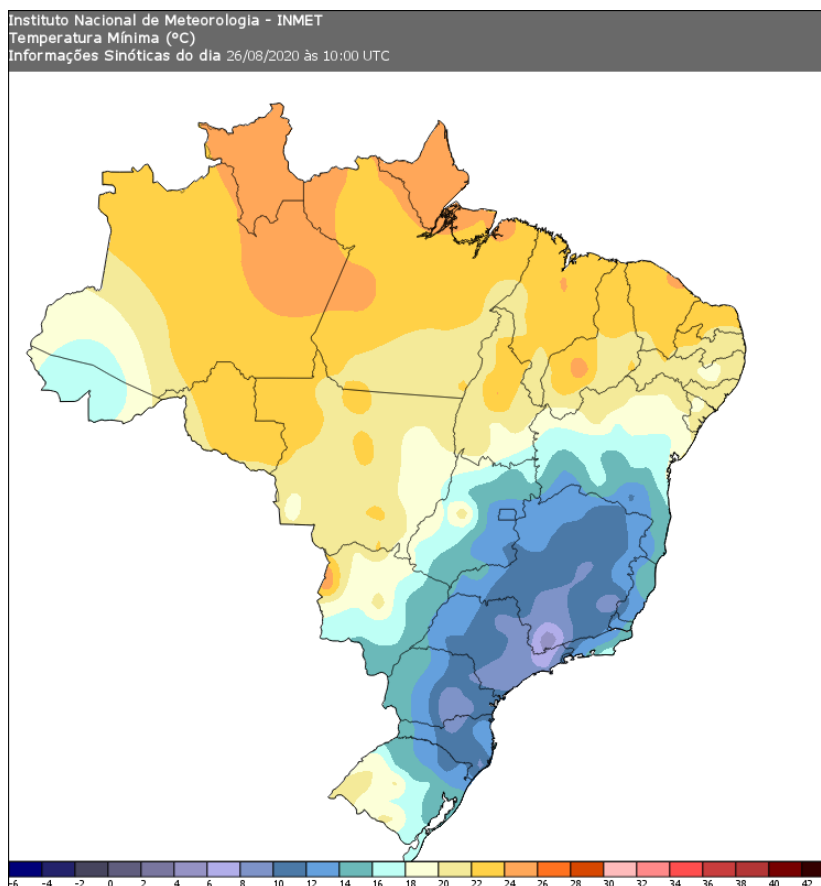 Instituto Nacional de Meteorologia - INMET
Temperatura Mínima (ºC)
Informações Sinóticas do dia 26/08/2020 às 10:00 UTC
-6 -4 -2 0 2 4 6 8 10 12 14 16 18 20 22 24 26 28 30 32 34 36 38 40 42